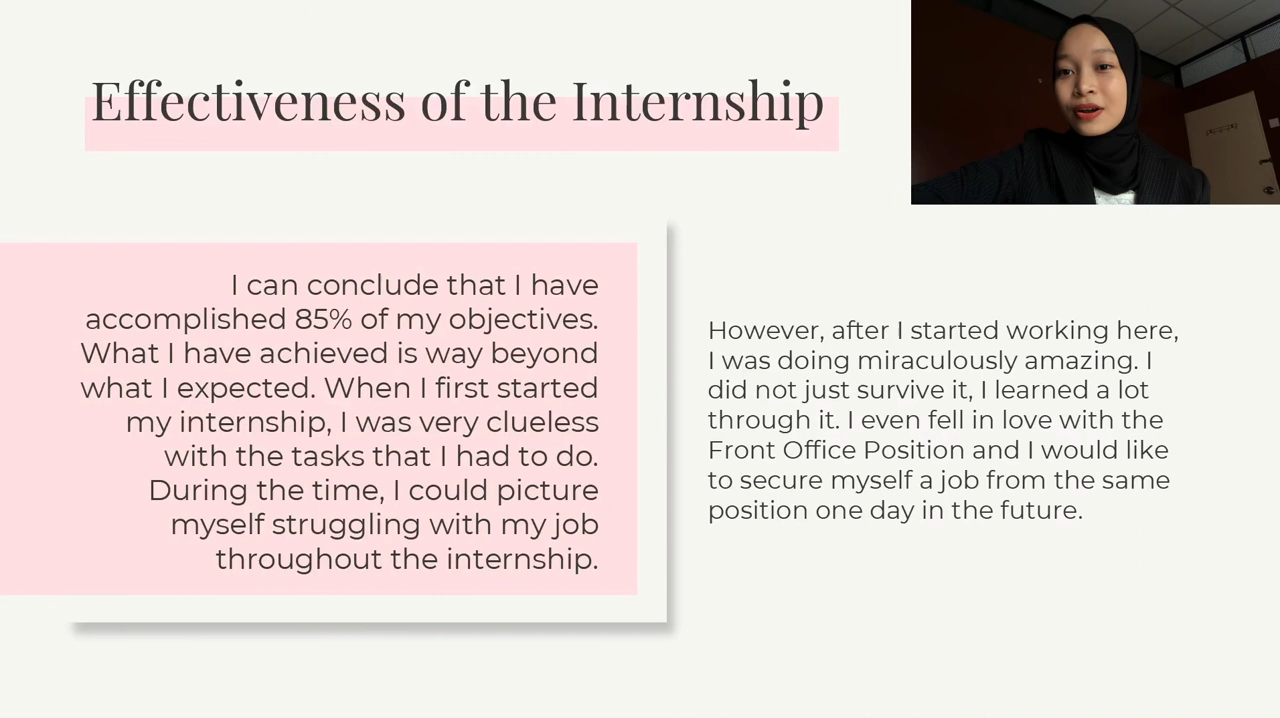 Effectiveness of the Internship
I can conclude that I have
accomplished 85% of my objectives.
What I have achieved is way beyond
what I expected. When I first started
my internship, I was very clueless
with the tasks that I had to do.
During the time, I could picture
myself struggling with my job
throughout the internship.
However, after I started working here,
I was doing miraculously amazing. I
did not just survive it, I learned a lot
through it. I even fell in love with the
Front Office Position and I would like
to secure myself a job from the same
position one day in the future.